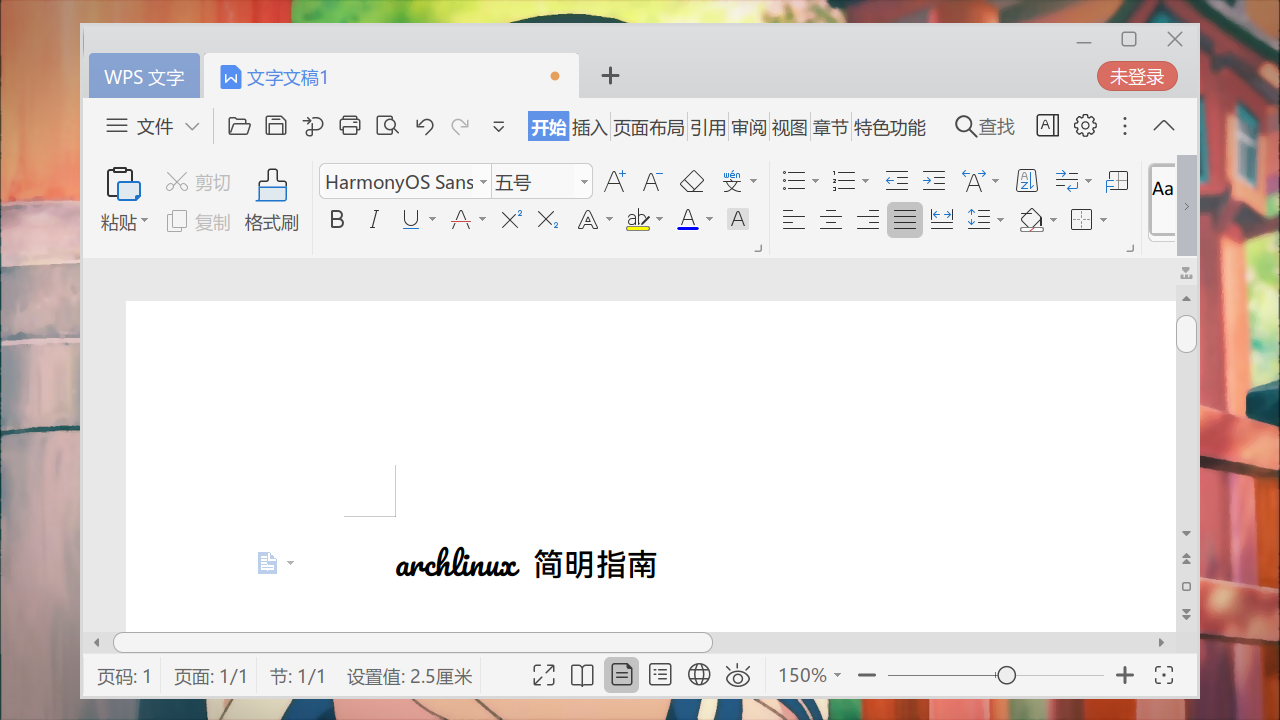 WPS 文字
文字文稿1
未登录
文件
开始 插入 页面布局 引用 审阅 视图 章节 特色功能
查找
粘贴
剪切
复制
格式刷
HarmonyOS Sans
五号
Aa
archlinux 简明指南
页码: 1 页面: 1/1 节: 1/1 设置值: 2.5厘米
150%